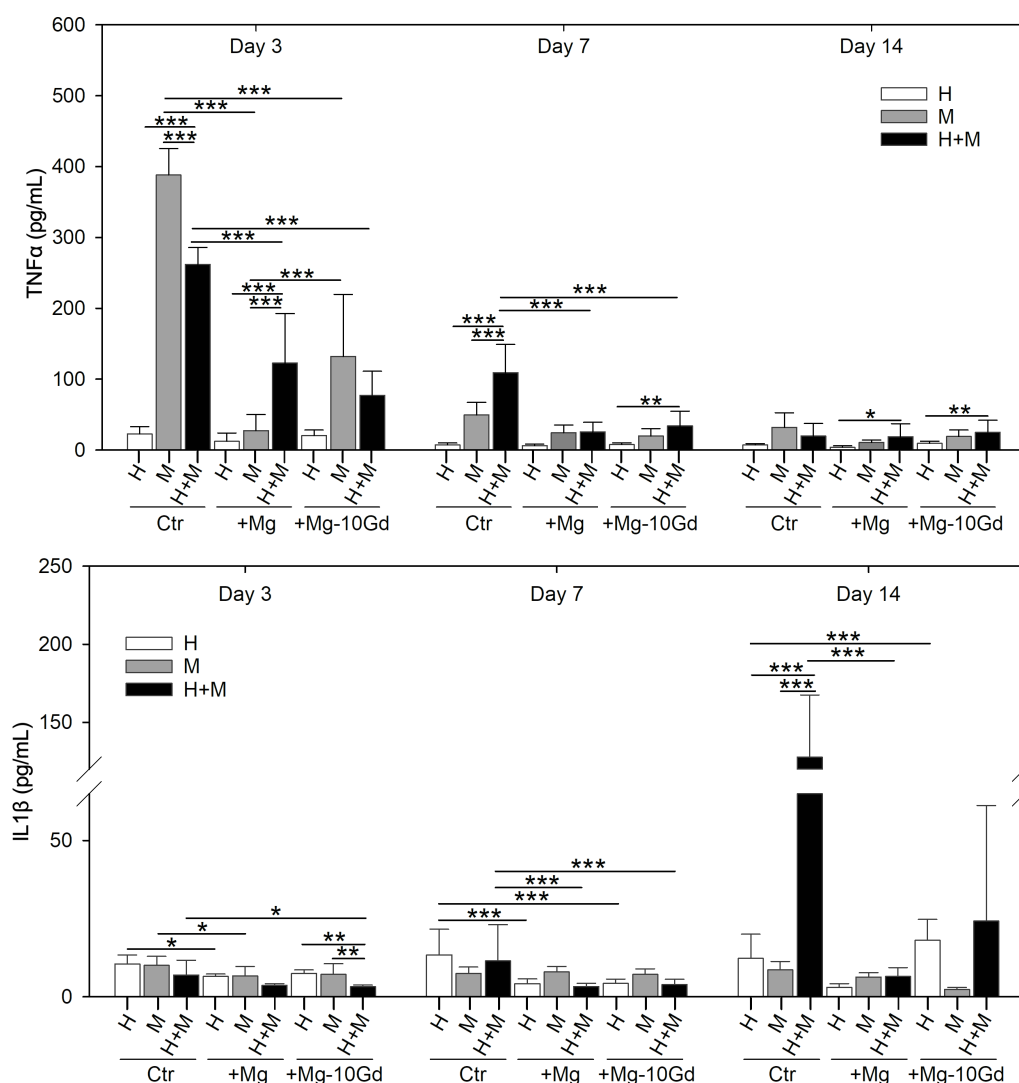 600
Day 3 Day 7 Day 14
500
*** H
*** M
*** H+M
***
400
TNFα (pg/mL)
300
***
***
***
***
***
200
***
***
***
***
100
**
* **
0
H M H+M H M H+M H M H+M H M H+M H M H+M H M H+M H M H+M H M H+M H M H+M
Ctr +Mg +Mg-10Gd Ctr +Mg +Mg-10Gd Ctr +Mg +Mg-10Gd
250
Day 3 Day 7 Day 14
200
H
M
H+M
***
***
***
***
150
IL1β (pg/mL)
50
***
***
***
***
*
*
*
**
**
0
H M H+M H M H+M H M H+M H M H+M H M H+M H M H+M H M H+M H M H+M H M H+M
Ctr +Mg +Mg-10Gd Ctr +Mg +Mg-10Gd Ctr +Mg +Mg-10Gd